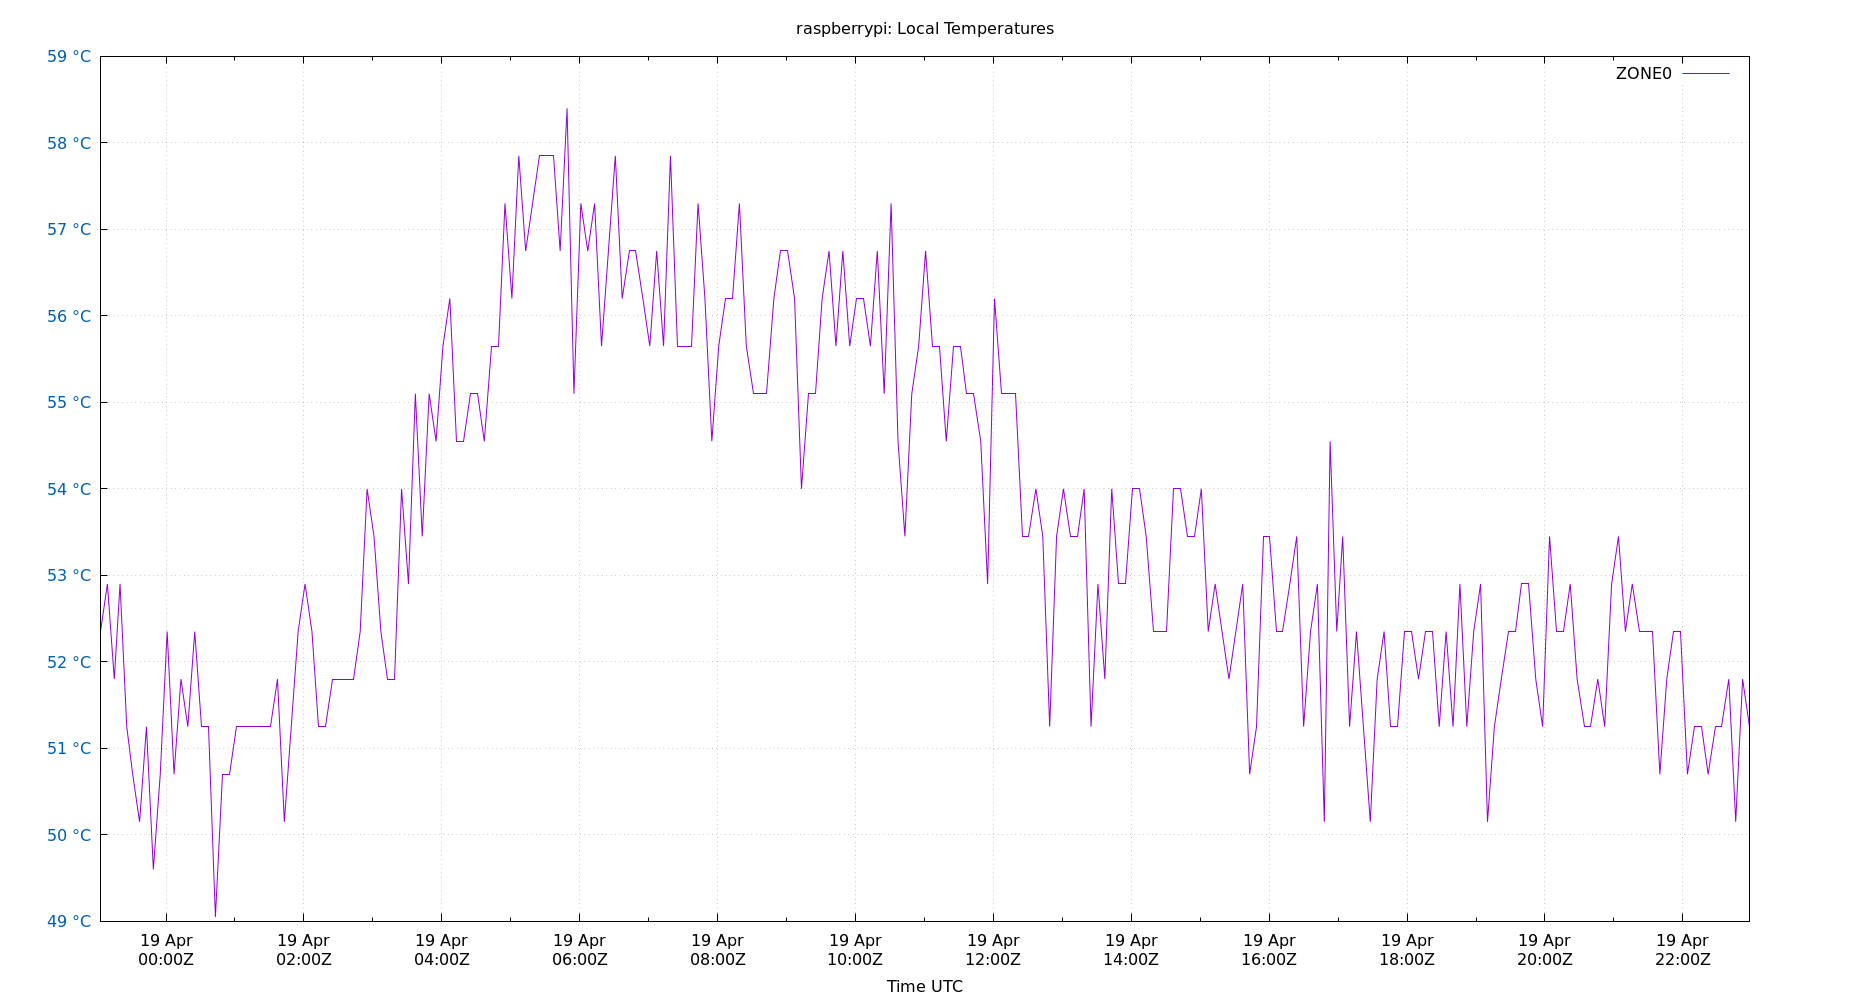 raspberrypi: Local Temperatures
ZONE0
59 °C
58 °C
57 °C
56 °C
55 °C
54 °C
53 °C
52 °C
51 °C
50 °C
49 °C
19 Apr 19 Apr 19 Apr 19 Apr 19 Apr 19 Apr 19 Apr 19 Apr 19 Apr 19 Apr 19 Apr 19 Apr
00:00Z 02:00Z 04:00Z 06:00Z 08:00Z 10:00Z 12:00Z 14:00Z 16:00Z 18:00Z 20:00Z 22:00Z
Time UTC